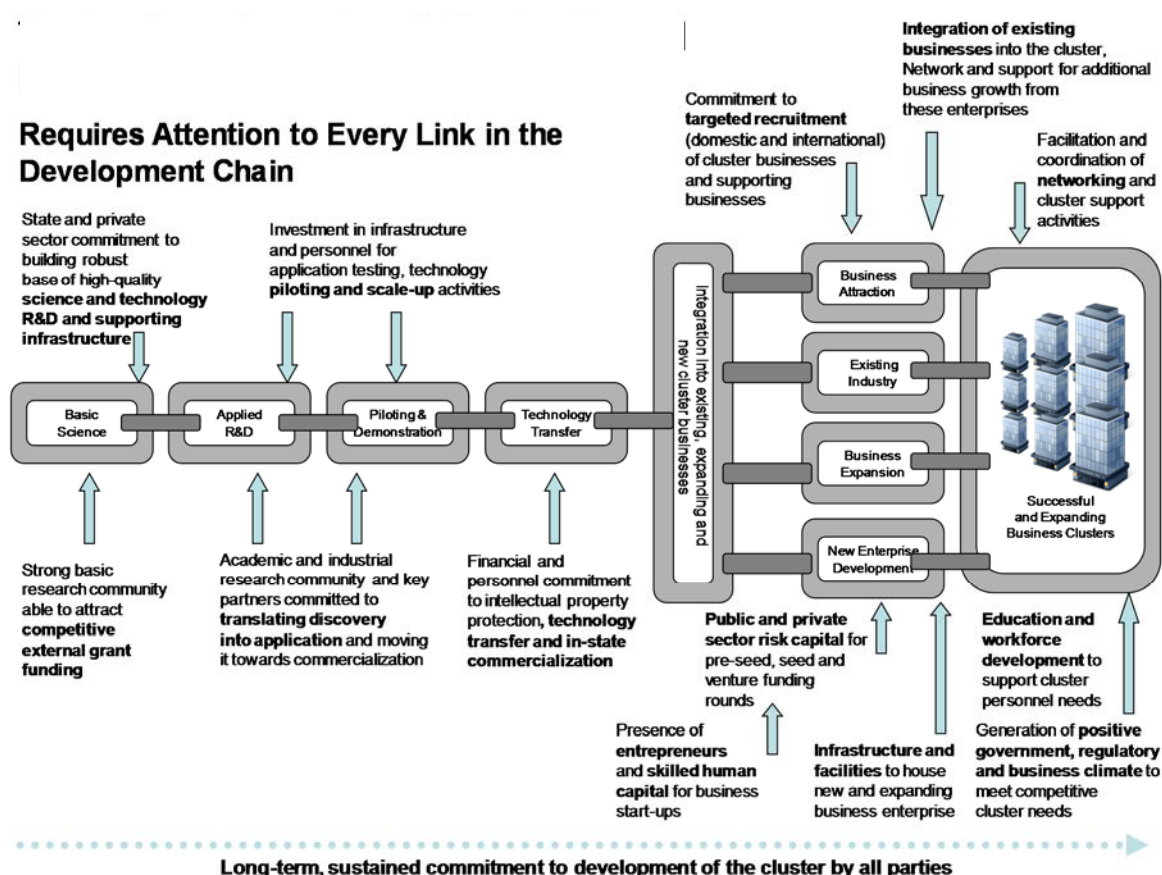 Requires Attention to Every Link in the
Development Chain
State and private
sector commitment to
building robust
base of high-quality
science and technology
R&D and supporting
infrastructure
Investment in infrastructure
and personnel for
application testing, technology
piloting and scale-up activities
Commitment to
targeted recruitment
(domestic and international)
of cluster businesses
and supporting
businesses
Integration of existing
businesses into the cluster,
Network and support for additional
business growth from
these enterprises
Facilitation and
coordination of
networking and
cluster support
activities
Basic
Science
Applied
R&D
Piloting &
Demonstration
Technology
Transfer
Integration into existing, expanding and
new cluster businesses
Business
Attraction
Existing
Industry
Business
Expansion
New Enterprise
Development
Successful
and Expanding
Business Clusters
Strong basic
research community
able to attract
competitive
external grant
funding
Academic and industrial
research community and key
partners committed to
translating discovery
into application and moving
it towards commercialization
Financial and
personnel commitment
to intellectual property
protection, technology
transfer and in-state
commercialization
Public and private
sector risk capital for
pre-seed, seed and
venture funding
rounds
Education and
workforce
development to
support cluster
personnel needs
Presence of
entrepreneurs
and skilled human
capital for business
start-ups
Infrastructure and
facilities to house
new and expanding
business enterprise
Generation of positive
government, regulatory
and business climate to
meet competitive
cluster needs
Long-term, sustained commitment to development of the cluster by all parties